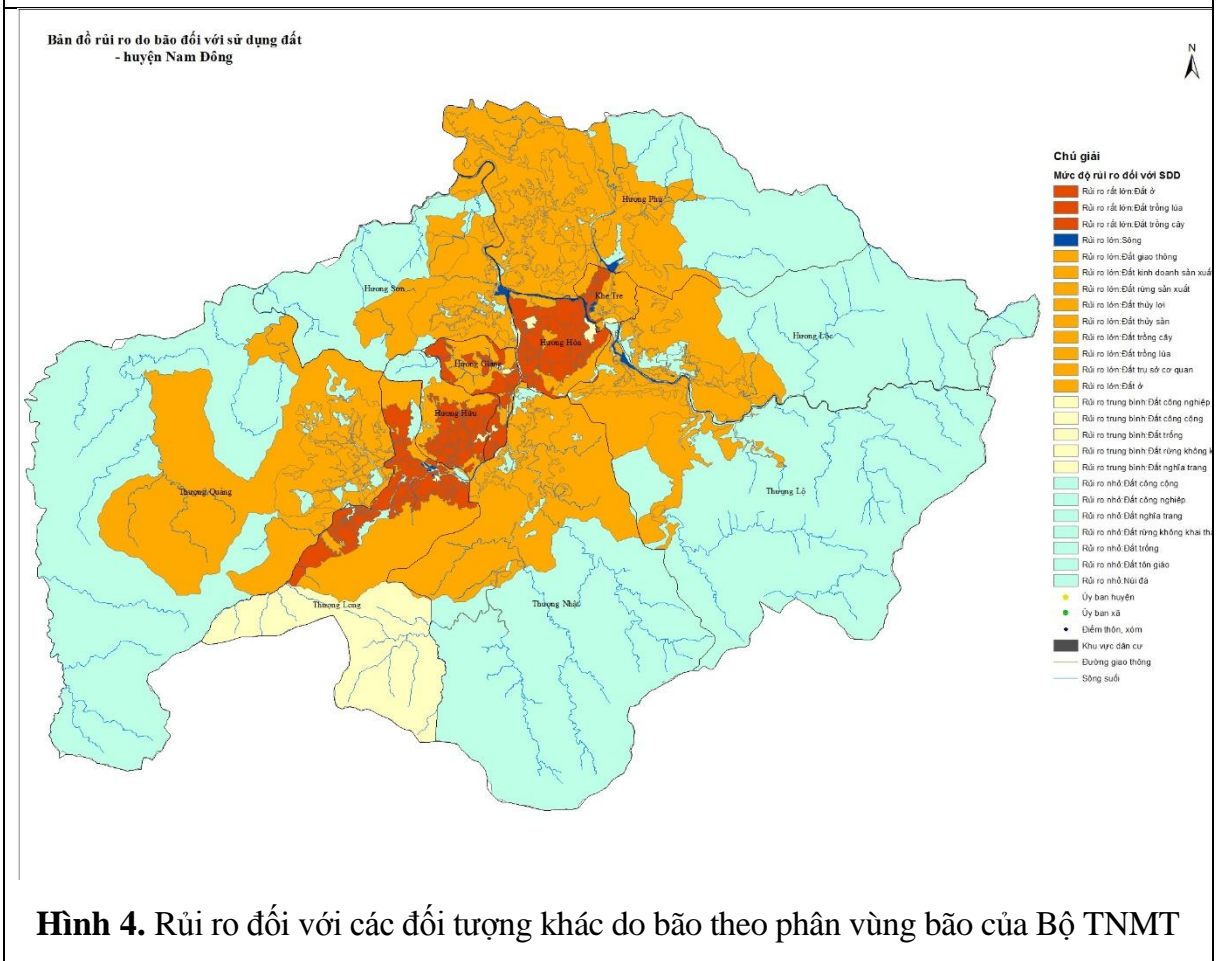 Bản đồ rủi ro do bão đối với sử dụng đất
- huyện Nam Đông
N
Hương Phú
Hương Sơn
Khe Tre
Hương Lộc
Hương Hòa
Hương Giang
Hương Hữu
Thượng Quảng
Thượng Lộ
Thượng Long
Thượng Nhật
Chú giải
Mức độ rủi ro đối với SDD
Rủi ro rất lớn:Đất ở
Rủi ro rất lớn:Đất trồng lúa
Rủi ro rất lớn:Đất trồng cây
Rủi ro lớn:Sông
Rủi ro lớn:Đất giao thông
Rủi ro lớn:Đất kinh doanh sản xuất
Rủi ro lớn:Đất rừng sản xuất
Rủi ro lớn:Đất thủy lợi
Rủi ro lớn:Đất thủy sản
Rủi ro lớn:Đất trồng cây
Rủi ro lớn:Đất trồng lúa
Rủi ro lớn:Đất trụ sở cơ quan
Rủi ro lớn:Đất ở
Rủi ro trung bình:Đất công nghiệp
Rủi ro trung bình:Đất công cộng
Rủi ro trung bình:Đất trống
Rủi ro trung bình:Đất rừng không k
Rủi ro trung bình:Đất nghĩa trang
Rủi ro nhỏ:Đất công cộng
Rủi ro nhỏ:Đất công nghiệp
Rủi ro nhỏ:Đất nghĩa trang
Rủi ro nhỏ:Đất rừng không khai thá
Rủi ro nhỏ:Đất trống
Rủi ro nhỏ:Đất tôn giáo
Rủi ro nhỏ:Núi đá
Ủy ban huyện
Ủy ban xã
Điểm thôn, xóm
Khu vực dân cư
Đường giao thông
Sông suối
Hình 4. Rủi ro đối với các đối tượng khác do bão theo phân vùng bão của Bộ TNMT